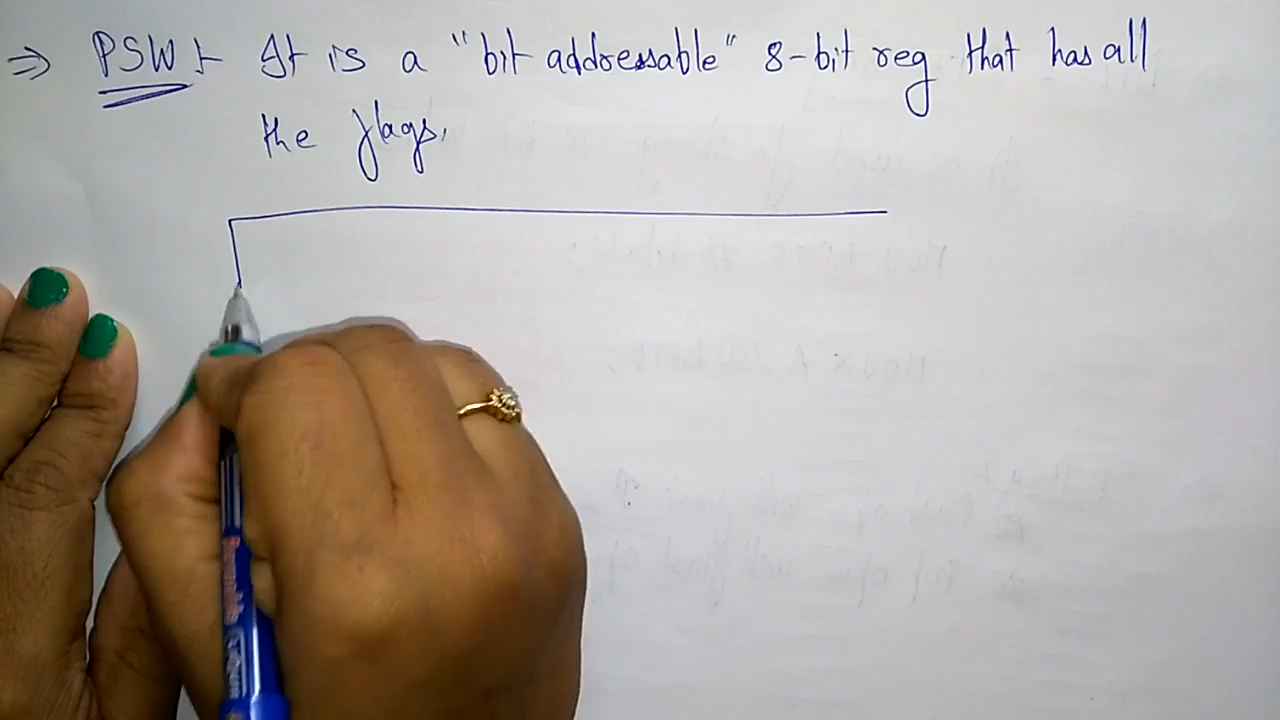 ⇒ PSW :- It is a "bit addressable" 8-bit reg that has all
the flags.